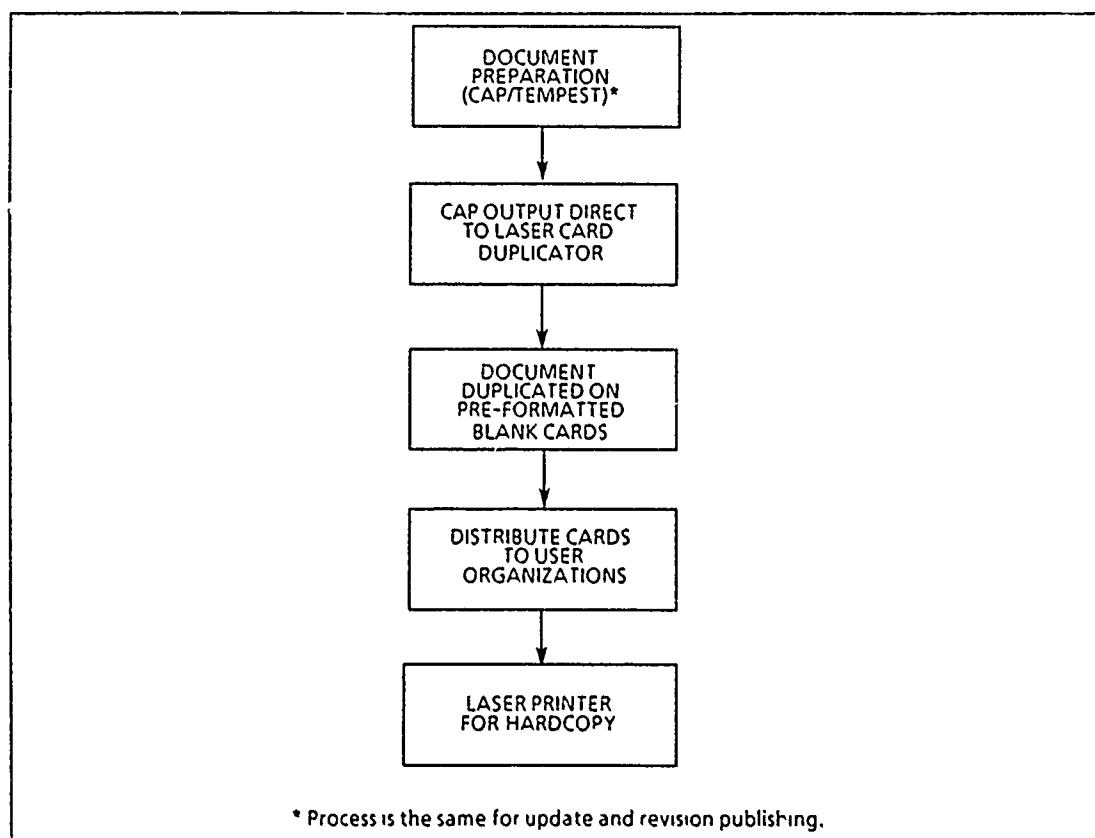 DOCUMENT
PREPARATION
(CAP/TEMPEST)*
CAP OUTPUT DIRECT
TO LASER CARD
DUPLICATOR
DOCUMENT
DUPLICATED ON
PRE-FORMATTED
BLANK CARDS
DISTRIBUTE CARDS
TO USER
ORGANIZATIONS
LASER PRINTER
FOR HARDCOPY
* Process is the same for update and revision publishing.